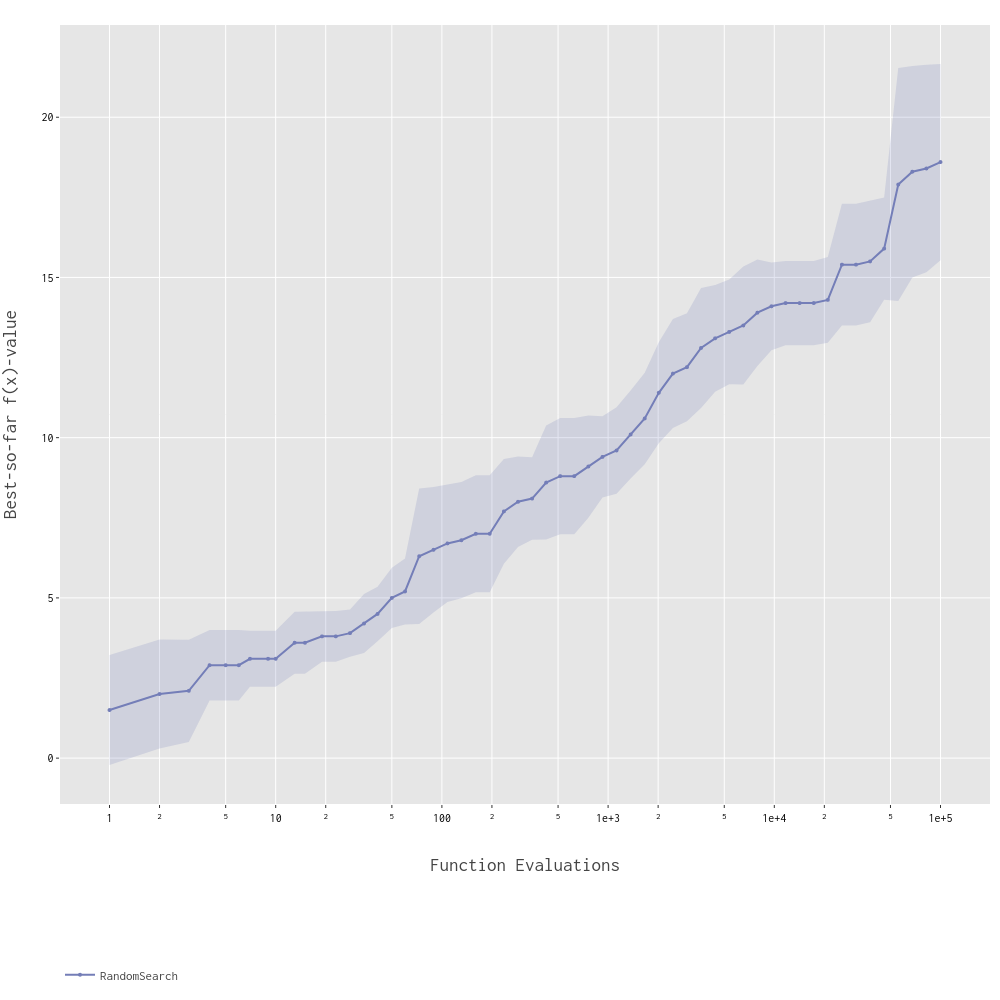 Best-so-far f(x)-value
20
15
10
5
0
1 2 5 10 2 5 100 2 5 1e+3 2 5 1e+4 2 5 1e+5
Function Evaluations
RandomSearch